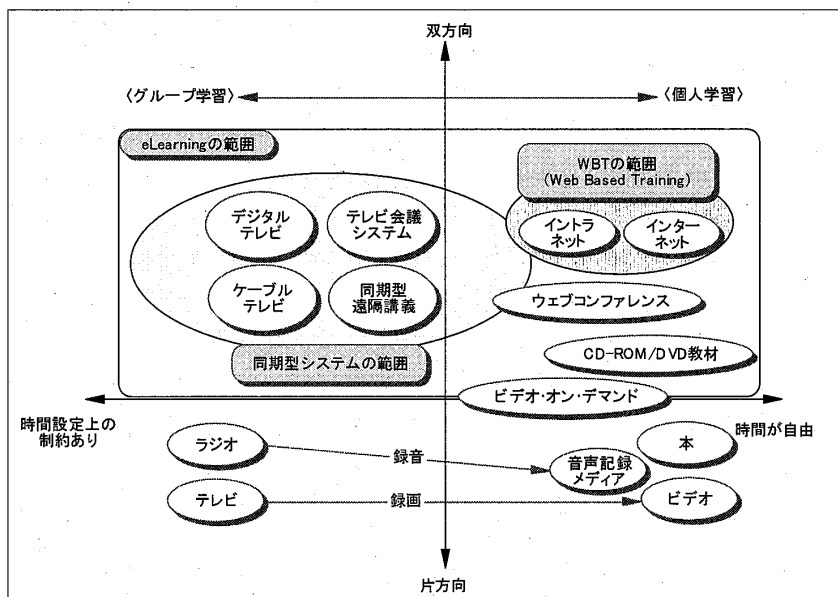 双方向
〈グループ学習〉
〈個人学習〉
eLearningの範囲
WBTの範囲
(Web Based Training)
デジタル
テレビ
テレビ会議
システム
イントラ
ネット
インター
ネット
ケーブル
テレビ
同期型
遠隔講義
ウェブコンファレンス
同期型システムの範囲
CD-ROM/DVD教材
ビデオ・オン・デマンド
時間設定上の
制約あり
時間が自由
ラジオ
録音
音声記録
メディア
本
テレビ
録画
ビデオ
片方向